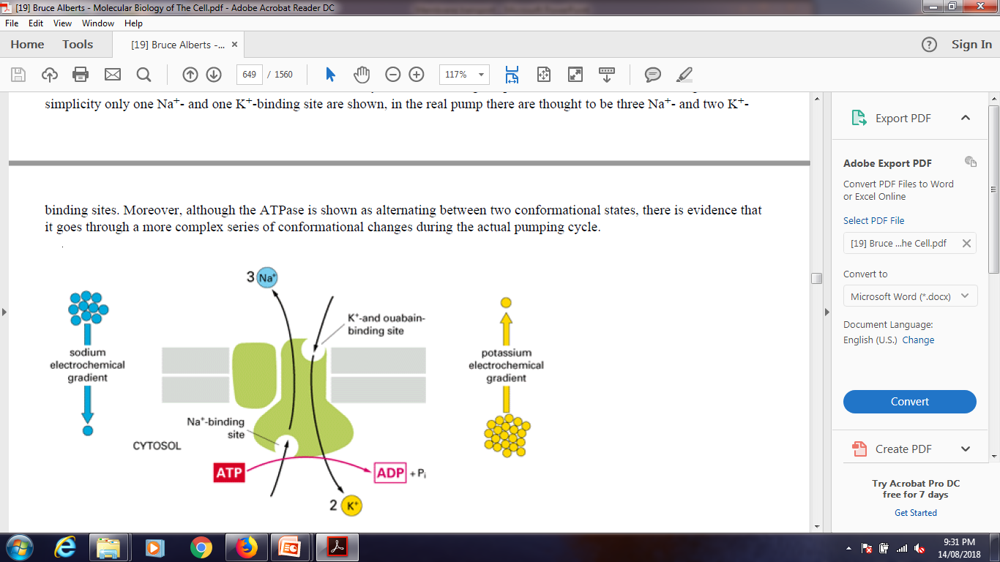 [19] Bruce Alberts - Molecular Biology of The Cell.pdf - Adobe Acrobat Reader DC
File Edit View Window Help
Home Tools [19] Bruce Alberts -... × Sign In
649 / 1560 117%
simplicity only one Na+- and one K+-binding site are shown, in the real pump there are thought to be three Na+- and two K+-
binding sites. Moreover, although the ATPase is shown as alternating between two conformational states, there is evidence that
it goes through a more complex series of conformational changes during the actual pumping cycle.
3 Na+
K+-and ouabain-
binding site
sodium
electrochemical
gradient
potassium
electrochemical
gradient
Na+-binding
site
CYTOSOL
ATP
ADP + Pi
2 K+
Export PDF
Adobe Export PDF
Convert PDF Files to Word
or Excel Online
Select PDF File
[19] Bruce ...he Cell.pdf
Convert to
Microsoft Word (*.docx)
Document Language:
English (U.S.) Change
Convert
Create PDF
Try Acrobat Pro DC
free for 7 days
Get Started
9:31 PM
14/08/2018